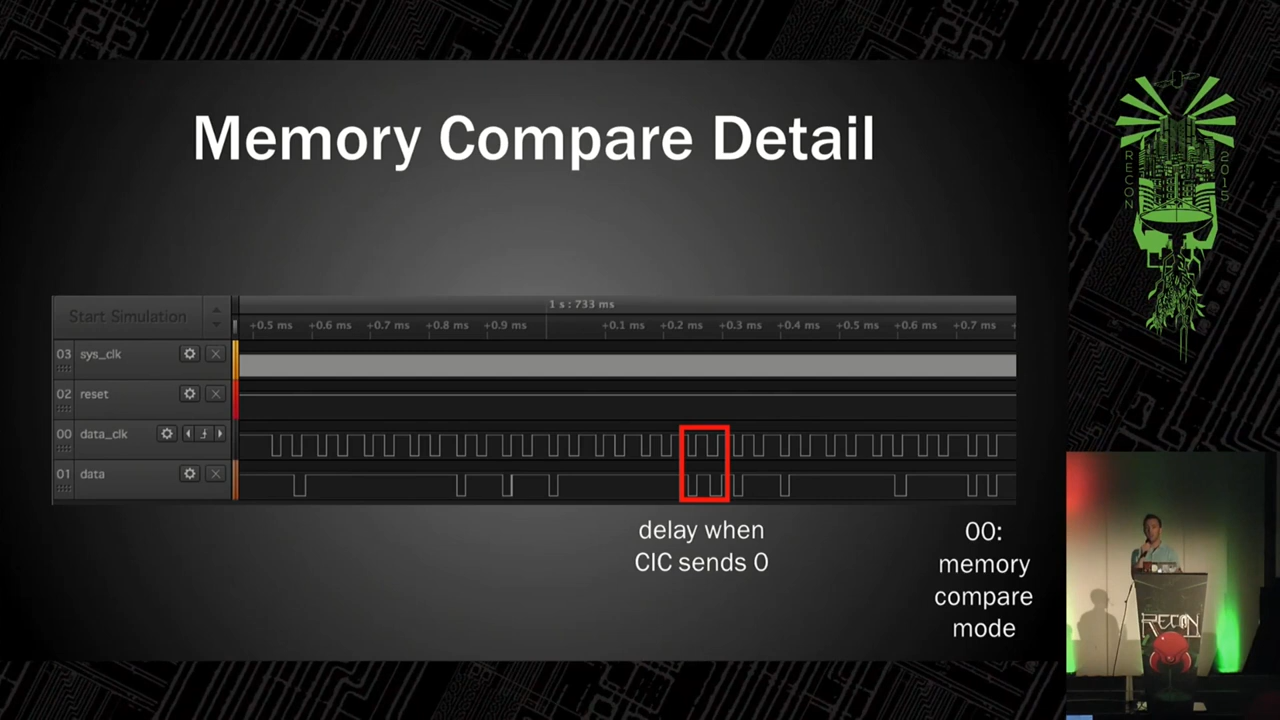 Memory Compare Detail
Start Simulation
1 s : 733 ms
+0.5 ms +0.6 ms +0.7 ms +0.8 ms +0.9 ms +0.1 ms +0.2 ms +0.3 ms +0.4 ms +0.5 ms +0.6 ms +0.7 ms
03 sys_clk
02 reset
00 data_clk
01 data
delay when
CIC sends 0
00:
memory
compare
mode
RECON
2015
RECON